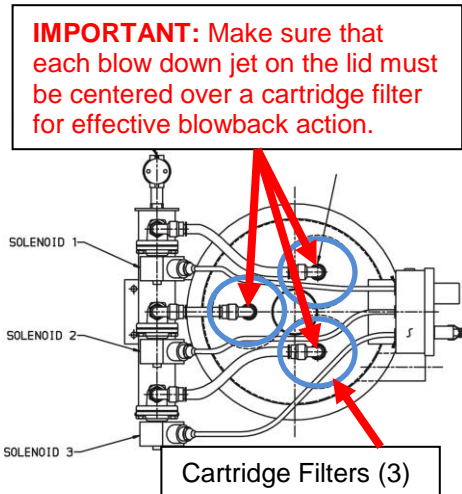 IMPORTANT: Make sure that
each blow down jet on the lid must
be centered over a cartridge filter
for effective blowback action.
SOLENOID 1
SOLENOID 2
SOLENOID 3
Cartridge Filters (3)